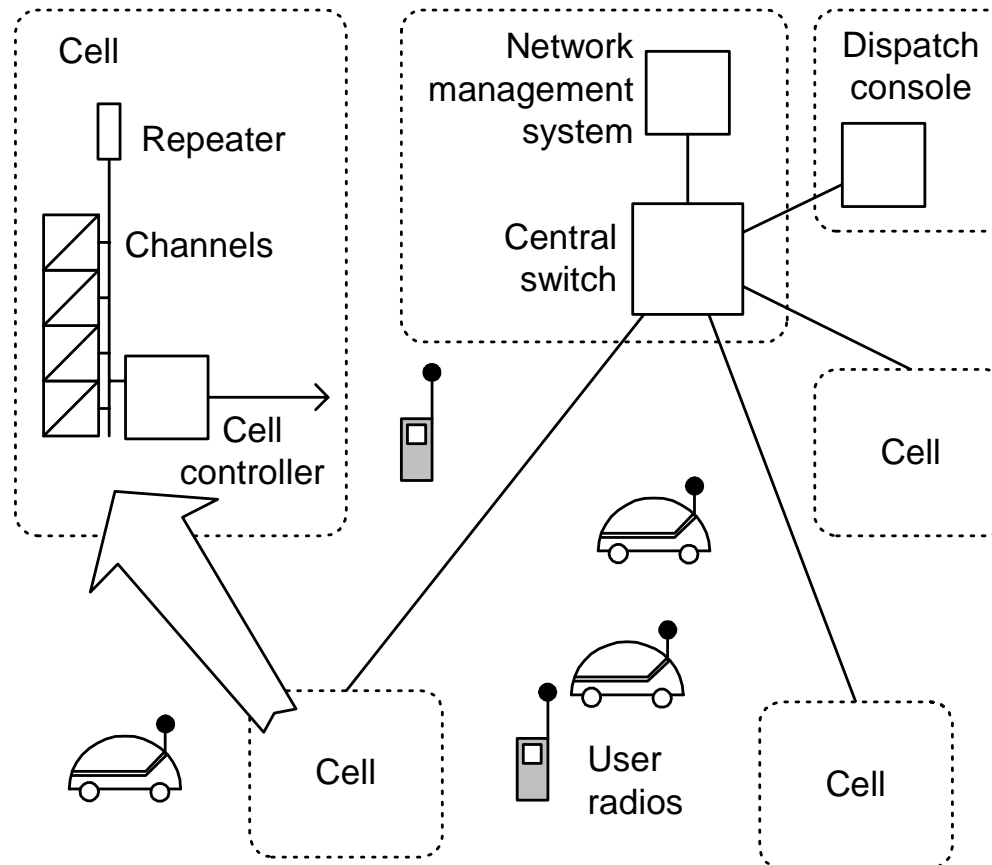 Cell
Repeater
Channels
Cell
controller
Network
management
system
Central
switch
Dispatch
console
Cell
Cell
User
radios
Cell